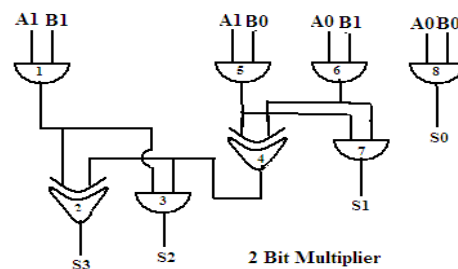 A1 B1
A1 B0
A0 B1
A0 B0
1
5
6
8
S0
4
7
2
3
S1
S3
S2
2 Bit Multiplier